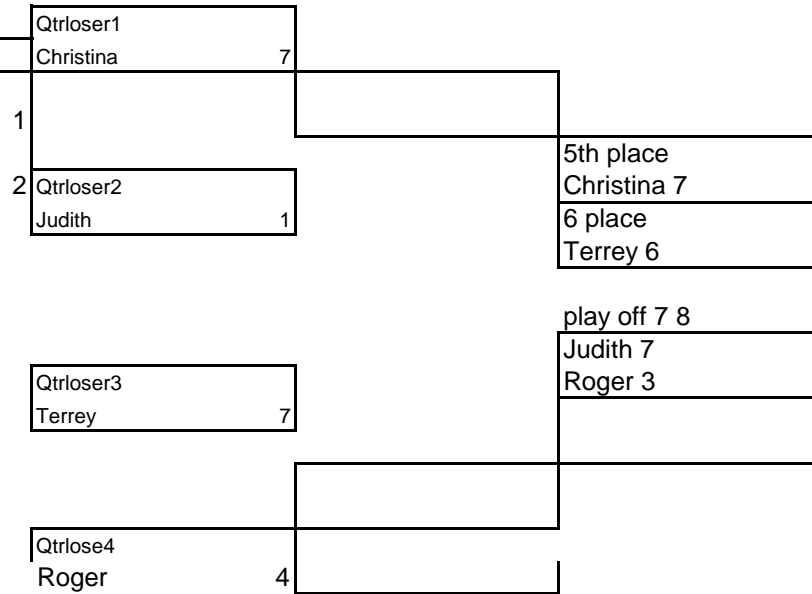 Qtrloser1
Christina 7
1
2
Qtrloser2
Judith 1
5th place
Christina 7
6 place
Terrey 6
play off 7 8
Judith 7
Roger 3
Qtrloser3
Terrey 7
Qtrlose4
Roger 4